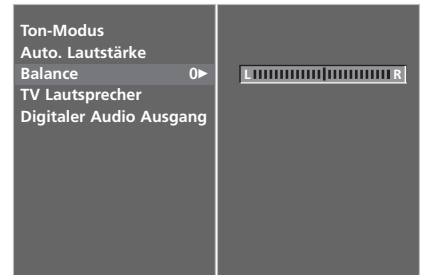 Ton-Modus
Auto. Lautstärke
Balance 0►
L R
TV Lautsprecher
Digitaler Audio Ausgang